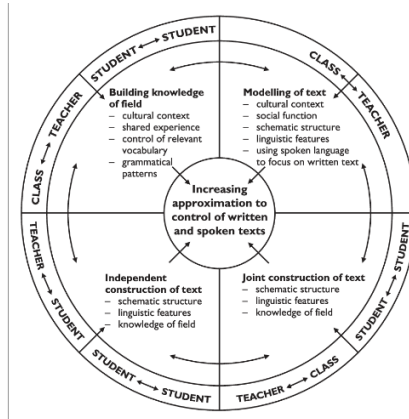 STUDENT ↔ STUDENT
CLASS ↔ TEACHER
CLASS ↔ TEACHER
Building knowledge
of field
– cultural context
– shared experience
– control of relevant
vocabulary
– grammatical
patterns
Modelling of text
– cultural context
– social function
– schematic structure
– linguistic features
– using spoken language
to focus on written text
Increasing
approximation to
control of written
and spoken texts
Independent
construction of text
– schematic structure
– linguistic features
– knowledge of field
Joint construction of text
– schematic structure
– linguistic features
– knowledge of field
TEACHER ↔ STUDENT
STUDENT ↔ STUDENT
TEACHER ↔ CLASS
STUDENT ↔ STUDENT